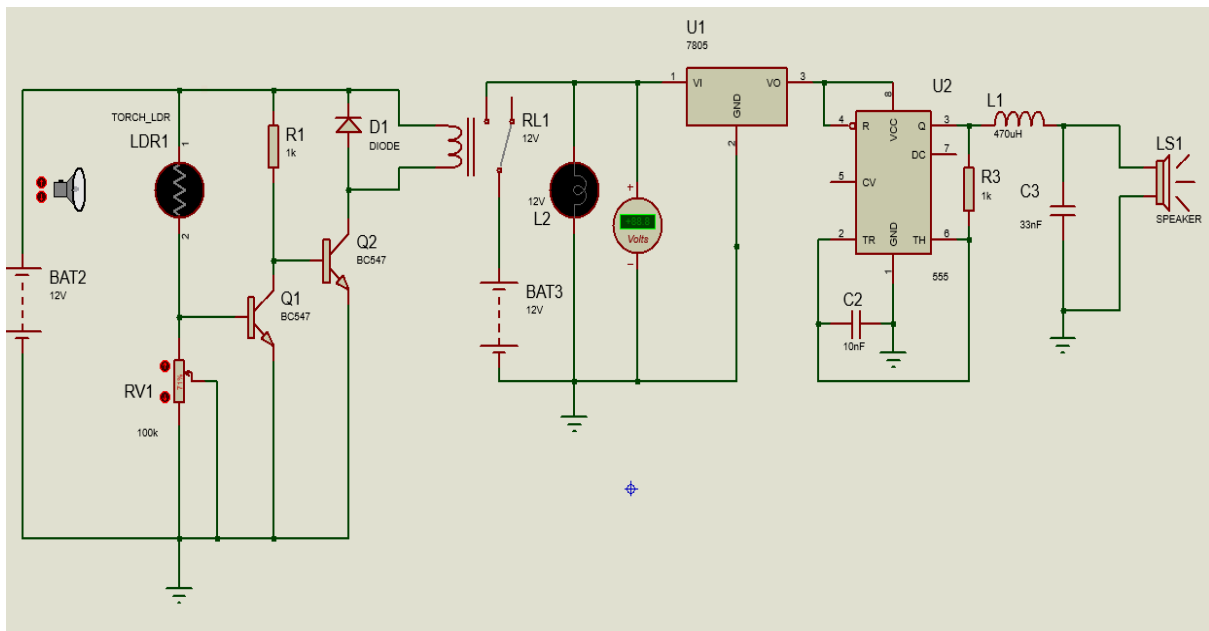 BAT2
12V
TORCH_LDR
LDR1
1
2
RV1
71%
100k
R1
1k
Q1
BC547
D1
DIODE
Q2
BC547
RL1
12V
BAT3
12V
12V
L2
+88.8
Volts
+
−
U1
7805
1
VI
VO
3
GND
2
U2
8
VCC
4
R
Q
3
DC
7
5
CV
2
TR
GND
TH
6
1
555
R3
1k
C2
10nF
L1
470uH
C3
33nF
LS1
SPEAKER